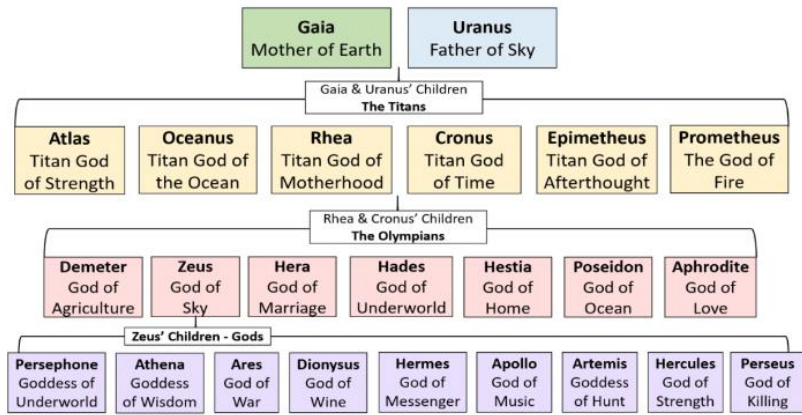 Gaia
Mother of Earth
Uranus
Father of Sky
Gaia & Uranus' Children
The Titans
Atlas
Titan God
of Strength
Oceanus
Titan God of
the Ocean
Rhea
Titan God of
Motherhood
Cronus
Titan God
of Time
Epimetheus
Titan God of
Afterthought
Prometheus
The God of
Fire
Rhea & Cronus' Children
The Olympians
Demeter
God of
Agriculture
Zeus
God of
Sky
Hera
God of
Marriage
Hades
God of
Underworld
Hestia
God of
Home
Poseidon
God of
Ocean
Aphrodite
God of
Love
Zeus' Children - Gods
Persephone
Goddess of
Underworld
Athena
Goddess
of Wisdom
Ares
God of
War
Dionysus
God of
Wine
Hermes
God of
Messenger
Apollo
God of
Music
Artemis
Goddess
of Hunt
Hercules
God of
Strength
Perseus
God of
Killing